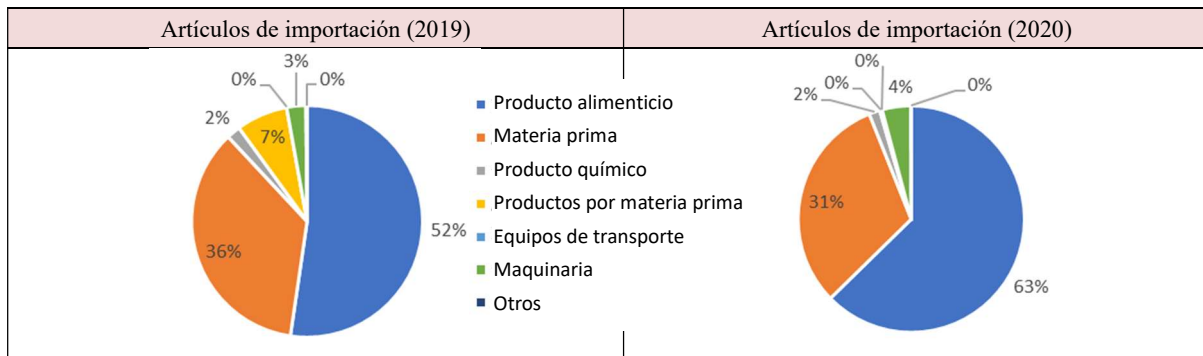 Artículos de importación (2019)
Artículos de importación (2020)
3%
0%
0%
2%
7%
36%
52%
Producto alimenticio
Materia prima
Producto químico
Productos por materia prima
Equipos de transporte
Maquinaria
Otros
0%
0%
4%
0%
2%
31%
63%